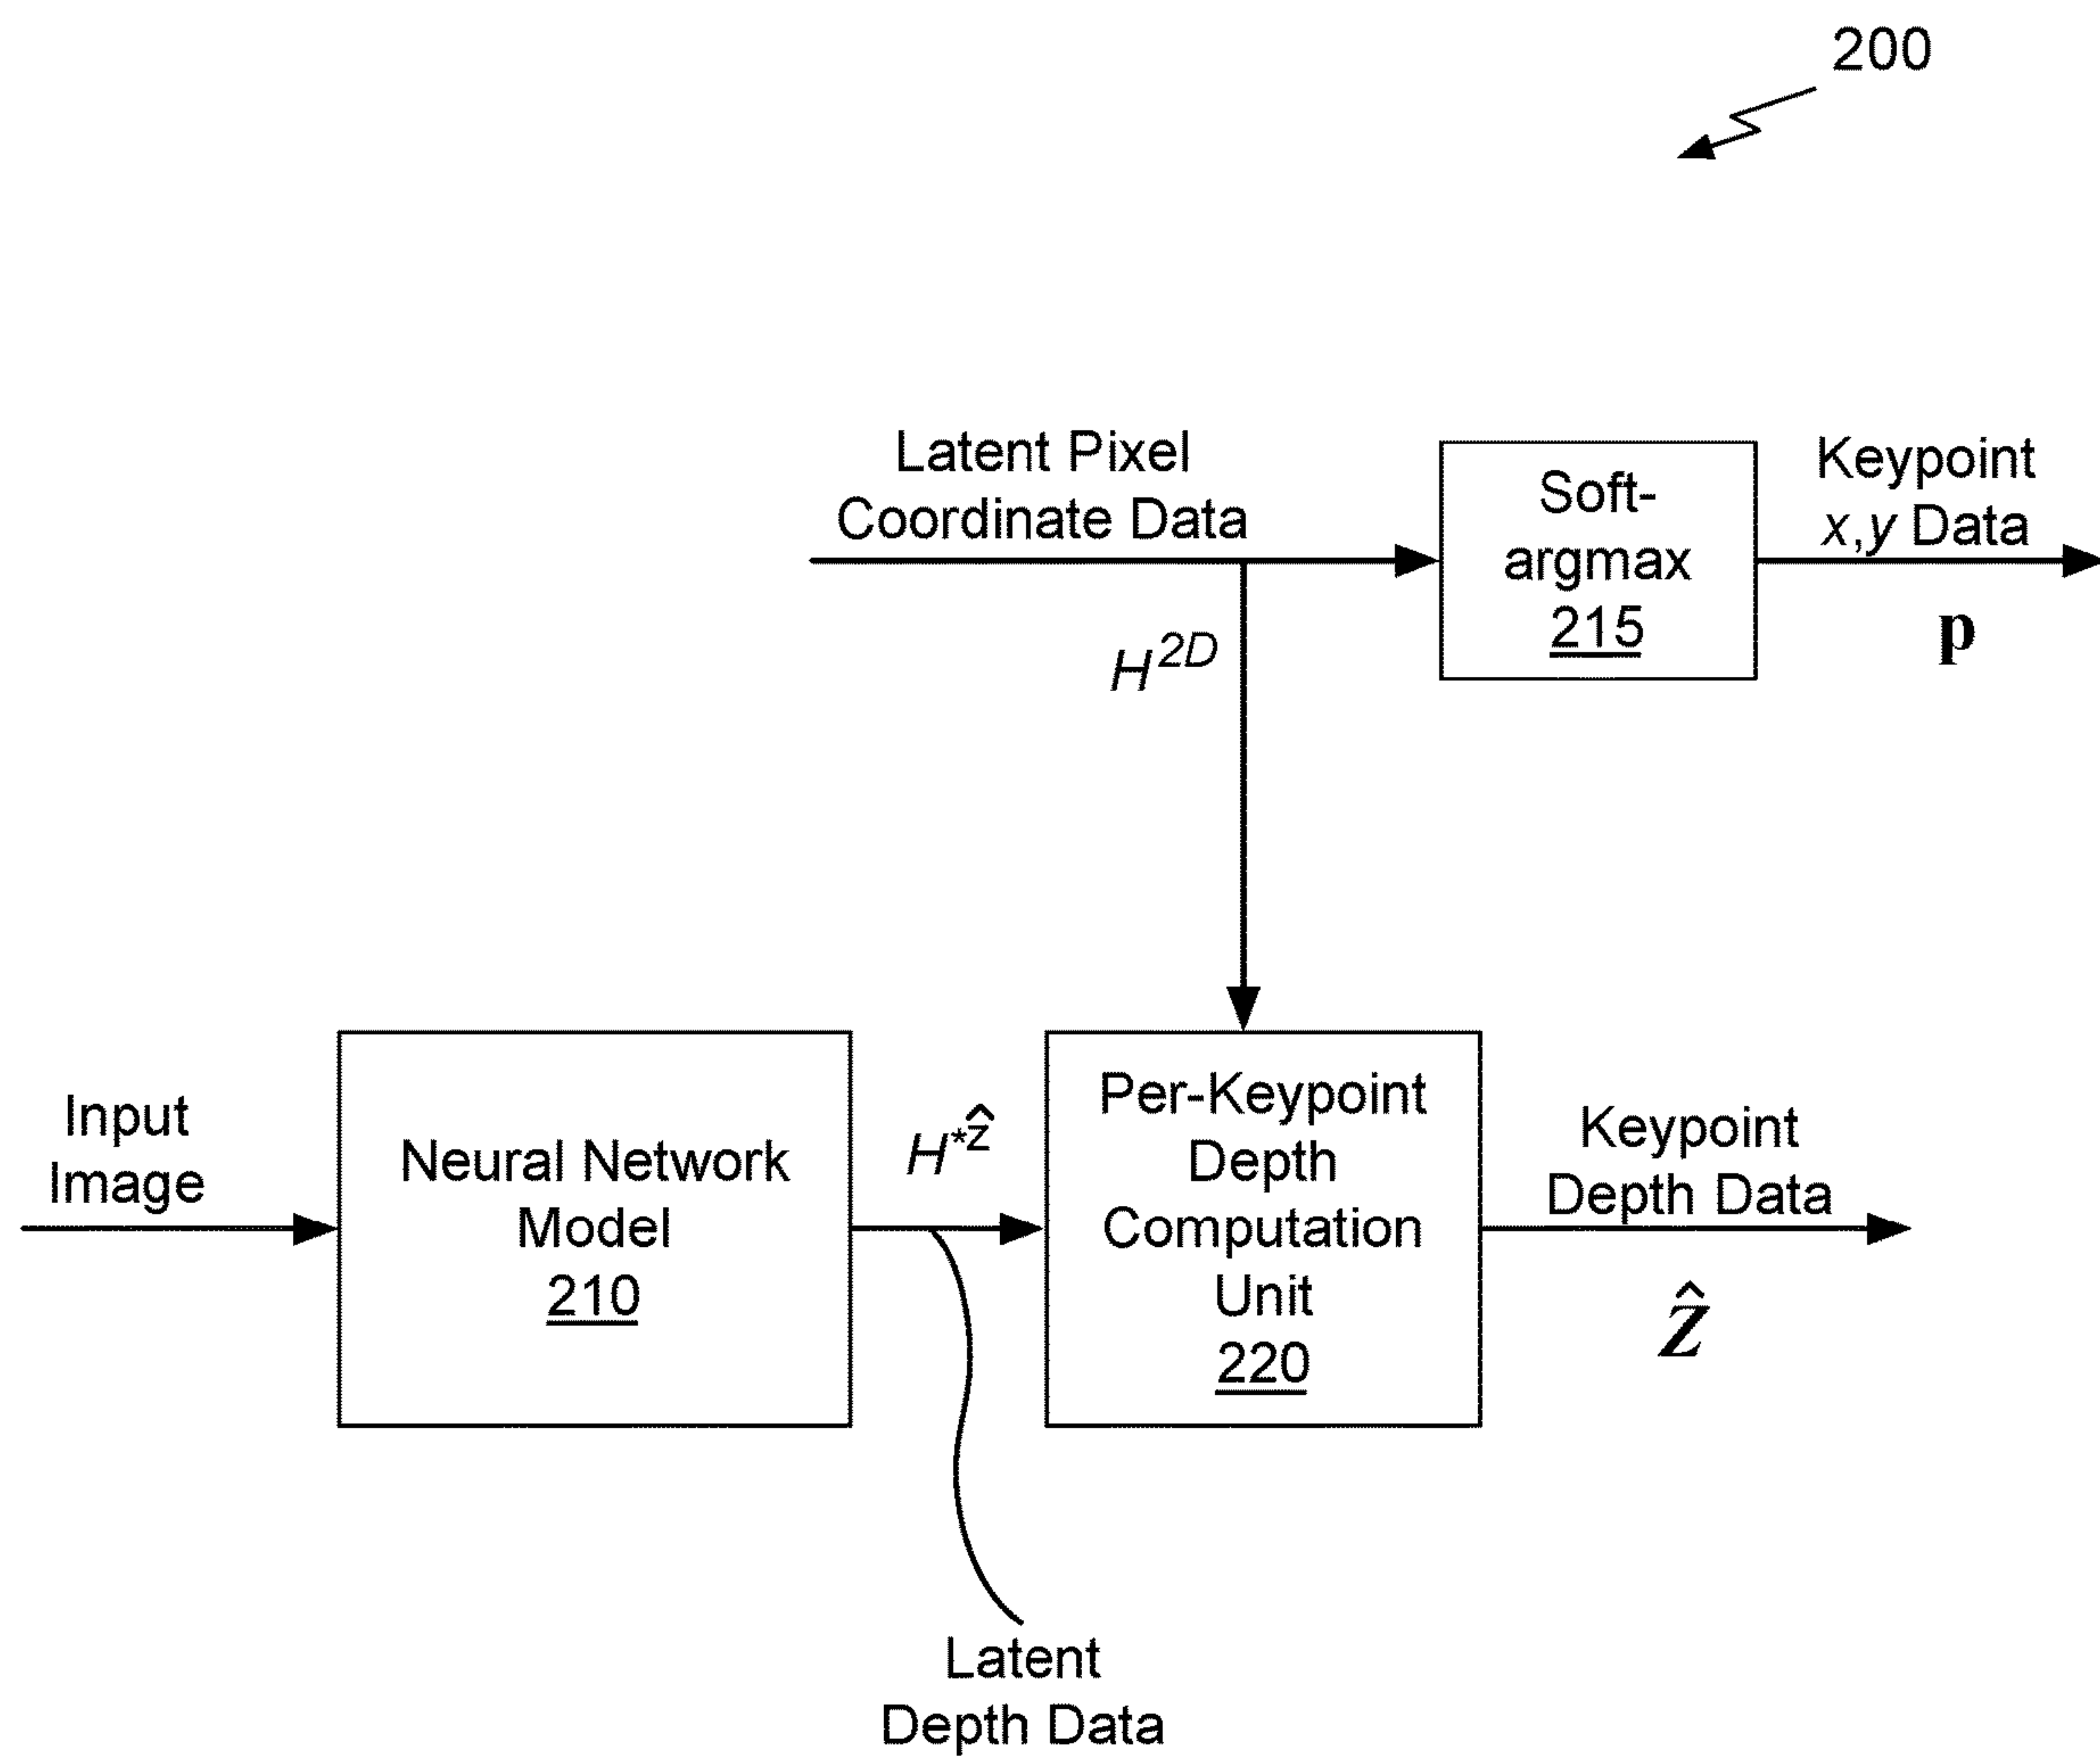 200
Latent Pixel
Coordinate Data
Soft-
argmax
215
Keypoint
x,y Data
p
H^2D
Input
Image
Neural Network
Model
210
H*ẑ
Per-Keypoint
Depth
Computation
Unit
220
Keypoint
Depth Data
ẑ
Latent
Depth Data